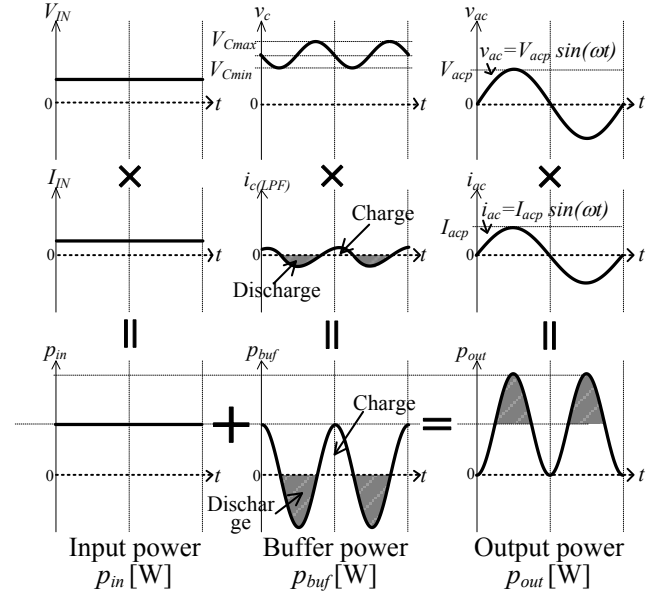 V_IN
0
t
v_c
V_Cmax
V_Cmin
0
t
v_ac
v_ac=V_acp sin(ωt)
V_acp
0
t
×
×
×
I_IN
0
t
i_c(LPF)
Charge
0
t
Discharge
i_ac
i_ac=I_acp sin(ωt)
I_acp
0
t
=
=
=
p_in
0
t
+
p_buf
Charge
0
t
Dischar
ge
=
p_out
0
t
Input power
p_in [W]
Buffer power
p_buf [W]
Output power
p_out [W]